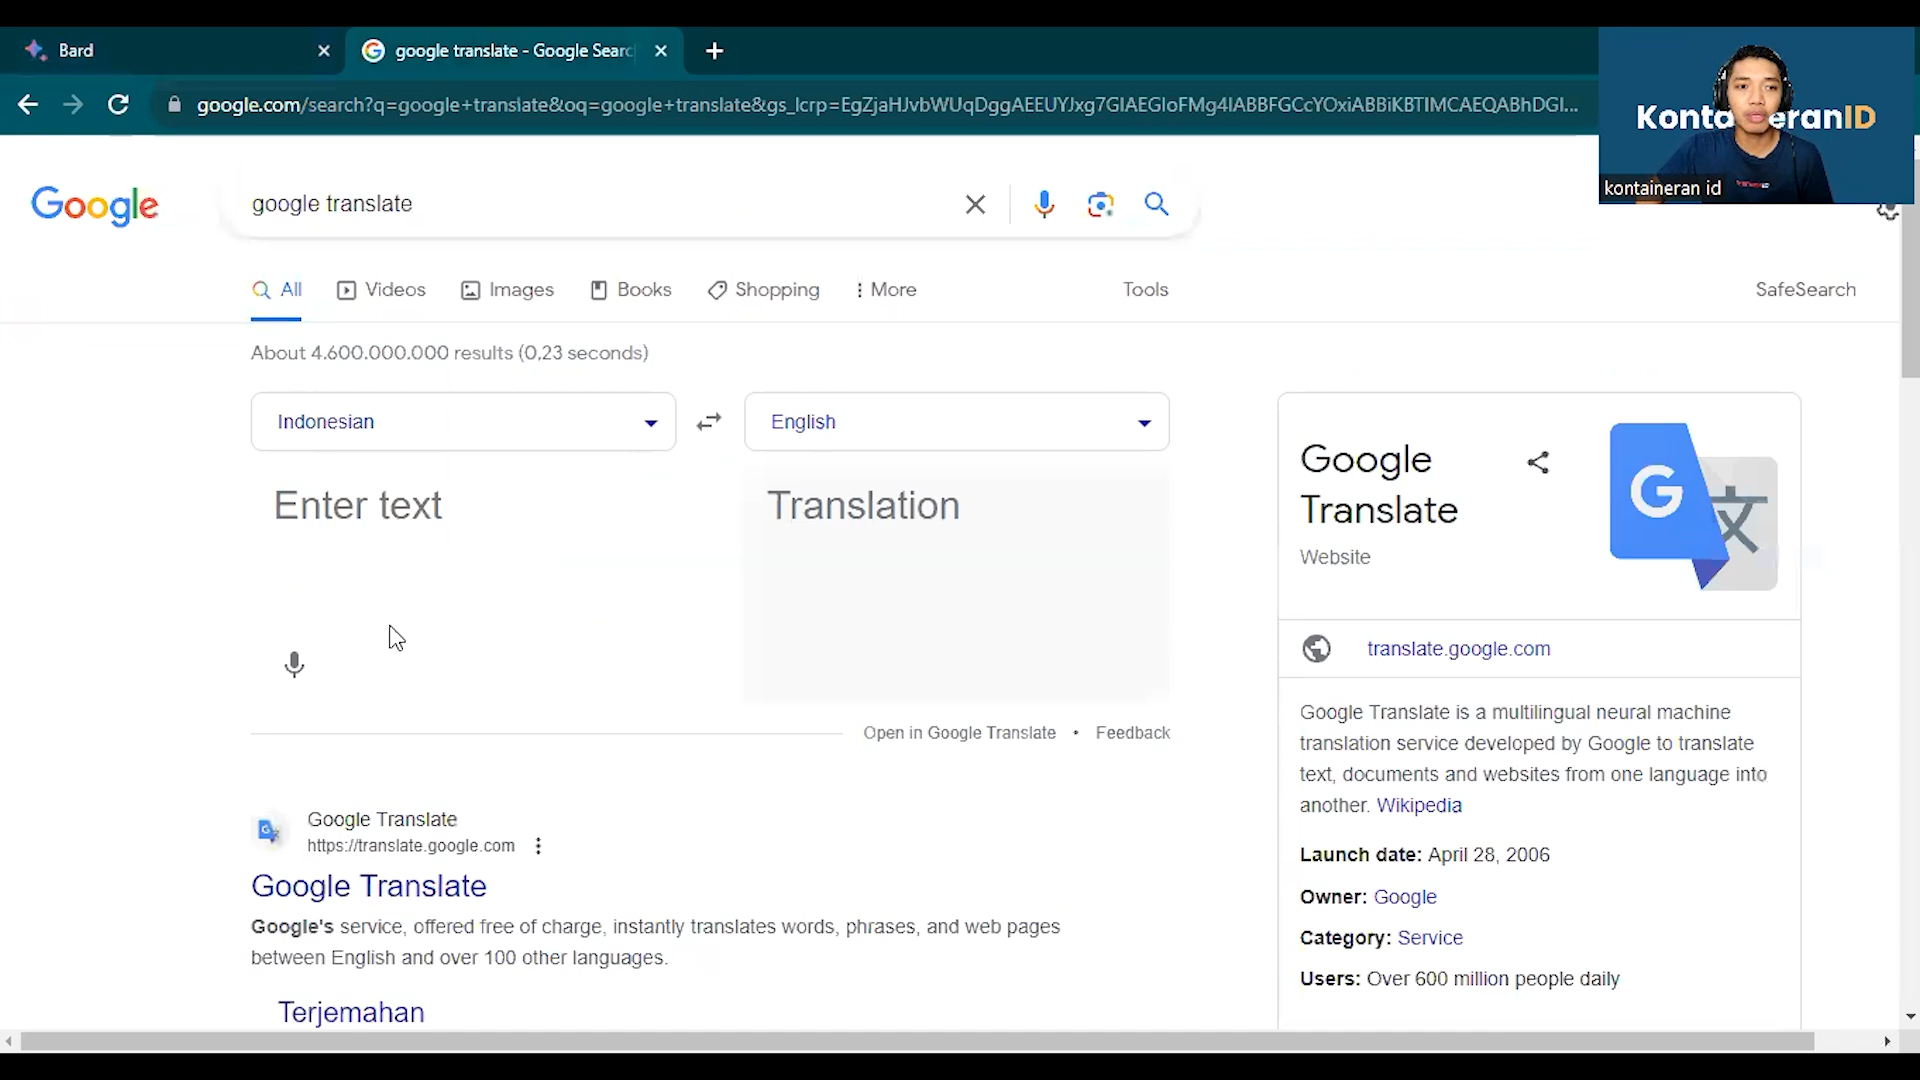 Bard
google translate - Google Searc
google.com/search?q=google+translate&oq=google+translate&gs_lcrp=EgZjaHJvbWUqDggAEEUYJxg7GIAEGIoFMg4IABBFGCcYOxiABBiKBTIMCAEQABhDGI...
Konta eranID
kontaineran id
Google
google translate
All
Videos
Images
Books
Shopping
More
Tools
SafeSearch
About 4.600.000.000 results (0,23 seconds)
Indonesian
English
Enter text
Translation
Open in Google Translate • Feedback
Google Translate
https://translate.google.com
Google Translate
Google's service, offered free of charge, instantly translates words, phrases, and web pages
between English and over 100 other languages.
Terjemahan
Google
Translate
Website
G
文
translate.google.com
Google Translate is a multilingual neural machine
translation service developed by Google to translate
text, documents and websites from one language into
another. Wikipedia
Launch date: April 28, 2006
Owner: Google
Category: Service
Users: Over 600 million people daily